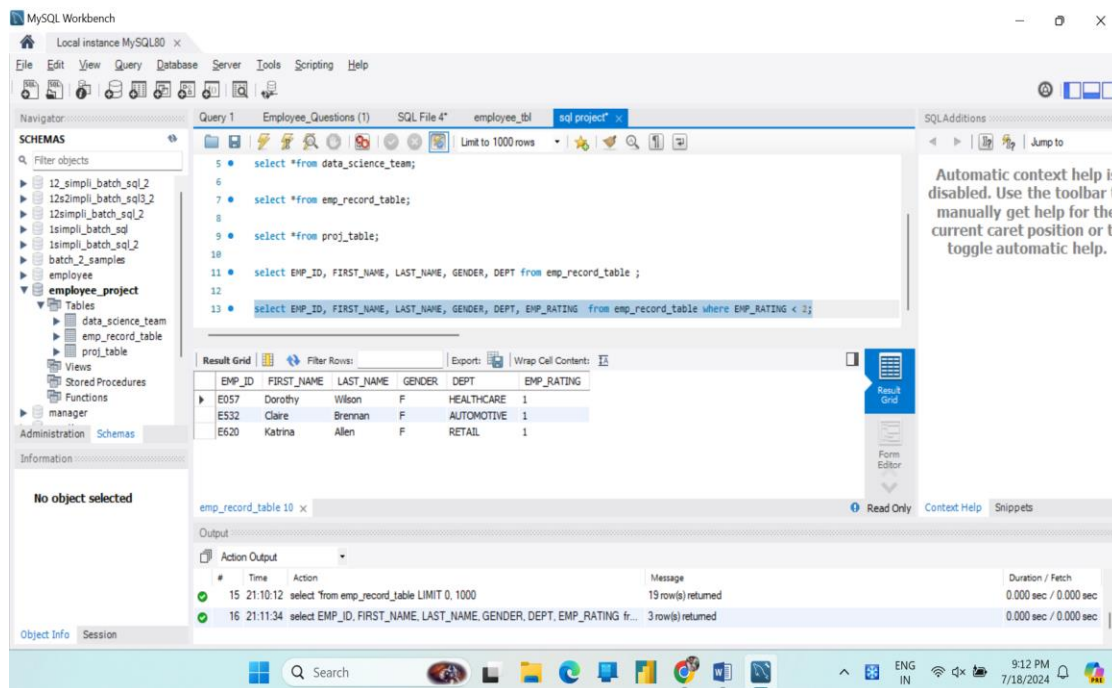 MySQL Workbench
Local instance MySQL80
File Edit View Query Database Server Tools Scripting Help
Navigator
SCHEMAS
Filter objects
12_simpli_batch_sql_2
12s2impli_batch_sql3_2
12simpli_batch_sql_2
1simpli_batch_sql
1simpli_batch_sql_2
batch_2_samples
employee
employee_project
Tables
data_science_team
emp_record_table
proj_table
Views
Stored Procedures
Functions
manager
Administration Schemas
Information
No object selected
Object Info Session
Query 1 Employee_Questions (1) SQL File 4* employee_tbl sql project*
Limit to 1000 rows
5 select *from data_science_team;
6
7 select *from emp_record_table;
8
9 select *from proj_table;
10
11 select EMP_ID, FIRST_NAME, LAST_NAME, GENDER, DEPT from emp_record_table ;
12
13 select EMP_ID, FIRST_NAME, LAST_NAME, GENDER, DEPT, EMP_RATING from emp_record_table where EMP_RATING < 2;
Result Grid Filter Rows: Export: Wrap Cell Content:
EMP_ID FIRST_NAME LAST_NAME GENDER DEPT EMP_RATING
E057 Dorothy Wilson F HEALTHCARE 1
E532 Claire Brennan F AUTOMOTIVE 1
E620 Katrina Allen F RETAIL 1
Result
Grid
Form
Editor
emp_record_table 10 Read Only
Output
Action Output
# Time Action Message Duration / Fetch
15 21:10:12 select *from emp_record_table LIMIT 0, 1000 19 row(s) returned 0.000 sec / 0.000 sec
16 21:11:34 select EMP_ID, FIRST_NAME, LAST_NAME, GENDER, DEPT, EMP_RATING fr... 3 row(s) returned 0.000 sec / 0.000 sec
SQLAdditions
Jump to
Automatic context help is
disabled. Use the toolbar
manually get help for the
current caret position or
toggle automatic help.
Context Help Snippets
Search
ENG
IN
9:12 PM
7/18/2024
PRE